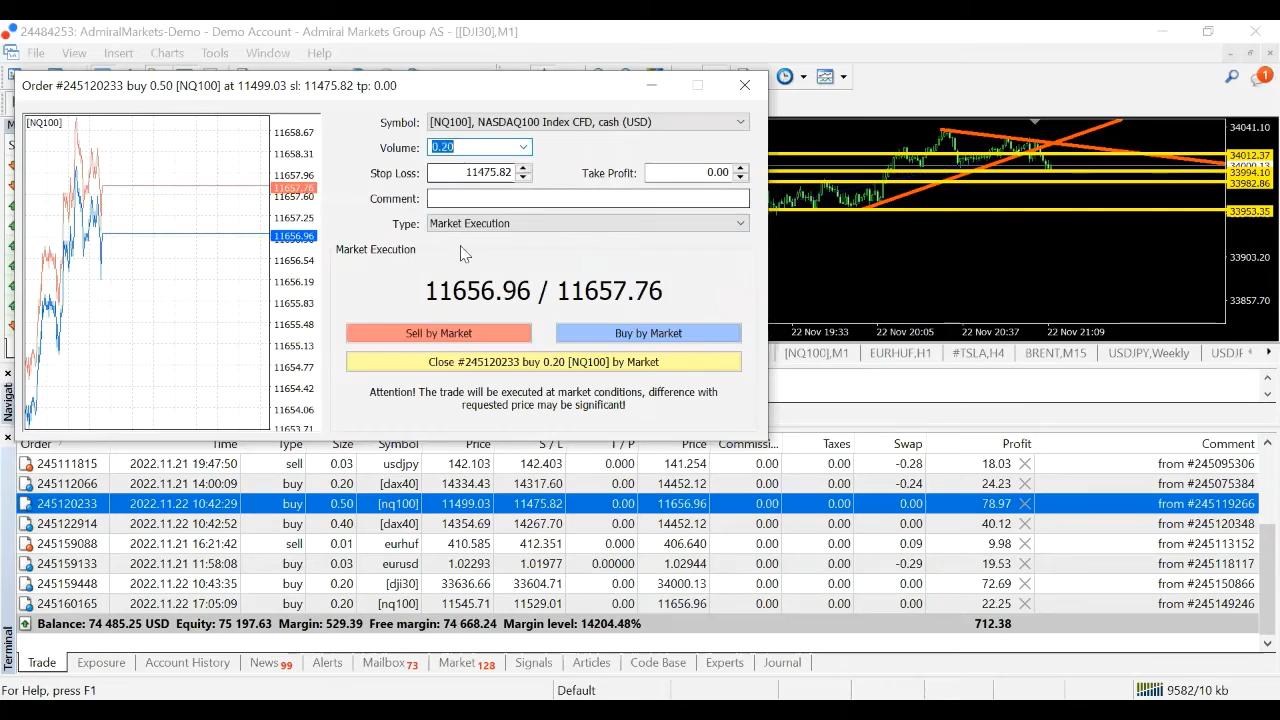 24484253: AdmiralMarkets-Demo - Demo Account - Admiral Markets Group AS - [[DJI30],M1]
File View Insert Charts Tools Window Help
1
Order #245120233 buy 0.50 [NQ100] at 11499.03 sl: 11475.82 tp: 0.00
[NQ100]
11658.67
11658.31
11657.96
11657.76
11657.60
11657.25
11656.96
11656.54
11656.19
11655.83
11655.48
11655.13
11654.77
11654.42
11654.06
11653.71
Symbol: [NQ100], NASDAQ100 Index CFD, cash (USD)
Volume: 0.20
Stop Loss: 11475.82 Take Profit: 0.00
Comment:
Type: Market Execution
Market Execution
11656.96 / 11657.76
Sell by Market Buy by Market
Close #245120233 buy 0.20 [NQ100] by Market
Attention! The trade will be executed at market conditions, difference with
requested price may be significant!
34041.10
34012.37
34000.13
33994.10
33982.86
33953.35
33903.20
33857.70
22 Nov 19:33 22 Nov 20:05 22 Nov 20:37 22 Nov 21:09
[NQ100],M1 EURHUF,H1 #TSLA,H4 BRENT,M15 USDJPY,Weekly USDJF
Navigat
Order Time Type Size Symbol Price S / L T / P Price Commissi... Taxes Swap Profit Comment
245111815 2022.11.21 19:47:50 sell 0.03 usdjpy 142.103 142.403 0.000 141.254 0.00 0.00 -0.28 18.03 from #245095306
245112066 2022.11.21 14:00:09 buy 0.20 [dax40] 14334.43 14317.60 0.00 14452.12 0.00 0.00 -0.24 24.23 from #245075384
245120233 2022.11.22 10:42:29 buy 0.50 [nq100] 11499.03 11475.82 0.00 11656.96 0.00 0.00 0.00 78.97 from #245119266
245122914 2022.11.22 10:42:52 buy 0.40 [dax40] 14354.69 14267.70 0.00 14452.12 0.00 0.00 0.00 40.12 from #245120348
245159088 2022.11.21 16:21:42 sell 0.01 eurhuf 410.585 412.351 0.000 406.640 0.00 0.00 0.09 9.98 from #245113152
245159133 2022.11.21 11:58:08 buy 0.03 eurusd 1.02293 1.01977 0.00000 1.02944 0.00 0.00 -0.29 19.53 from #245118117
245159448 2022.11.22 10:43:35 buy 0.20 [dji30] 33636.66 33604.71 0.00 34000.13 0.00 0.00 0.00 72.69 from #245150866
245160165 2022.11.22 17:05:09 buy 0.20 [nq100] 11545.71 11529.01 0.00 11656.96 0.00 0.00 0.00 22.25 from #245149246
Balance: 74 485.25 USD Equity: 75 197.63 Margin: 529.39 Free margin: 74 668.24 Margin level: 14204.48% 712.38
Terminal
Trade Exposure Account History News 99 Alerts Mailbox 73 Market 128 Signals Articles Code Base Experts Journal
For Help, press F1 Default 9582/10 kb